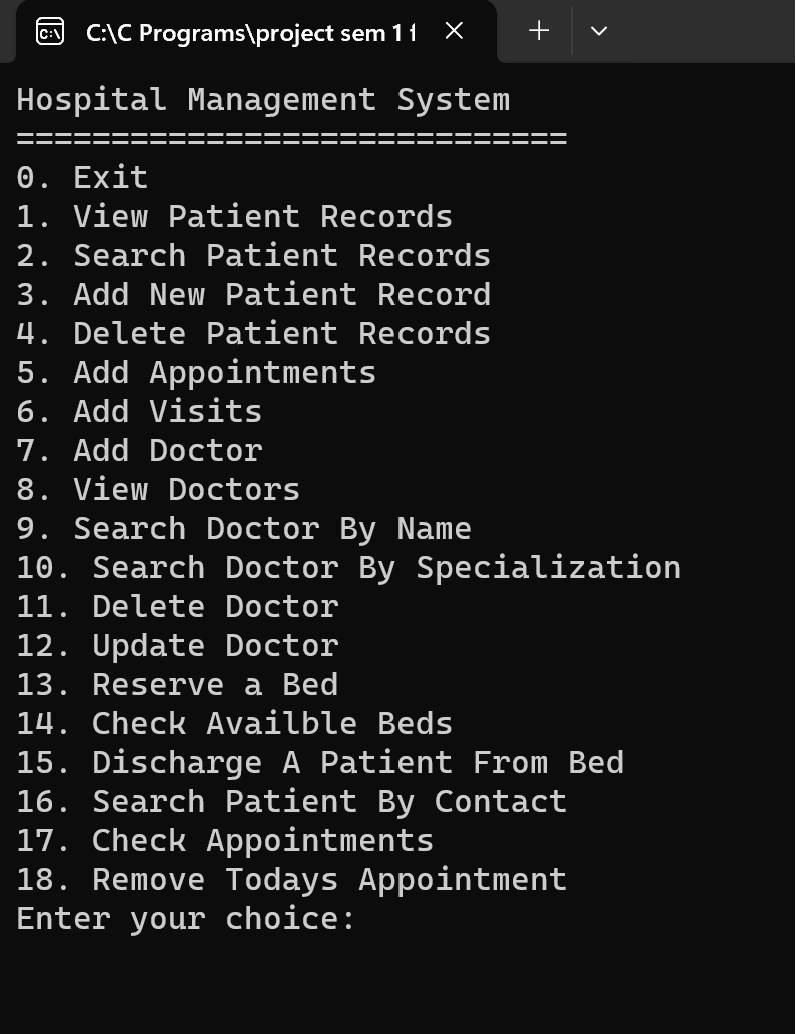 C:\C Programs\project sem 1 f
Hospital Management System
=============================
0. Exit
1. View Patient Records
2. Search Patient Records
3. Add New Patient Record
4. Delete Patient Records
5. Add Appointments
6. Add Visits
7. Add Doctor
8. View Doctors
9. Search Doctor By Name
10. Search Doctor By Specialization
11. Delete Doctor
12. Update Doctor
13. Reserve a Bed
14. Check Availble Beds
15. Discharge A Patient From Bed
16. Search Patient By Contact
17. Check Appointments
18. Remove Todays Appointment
Enter your choice: